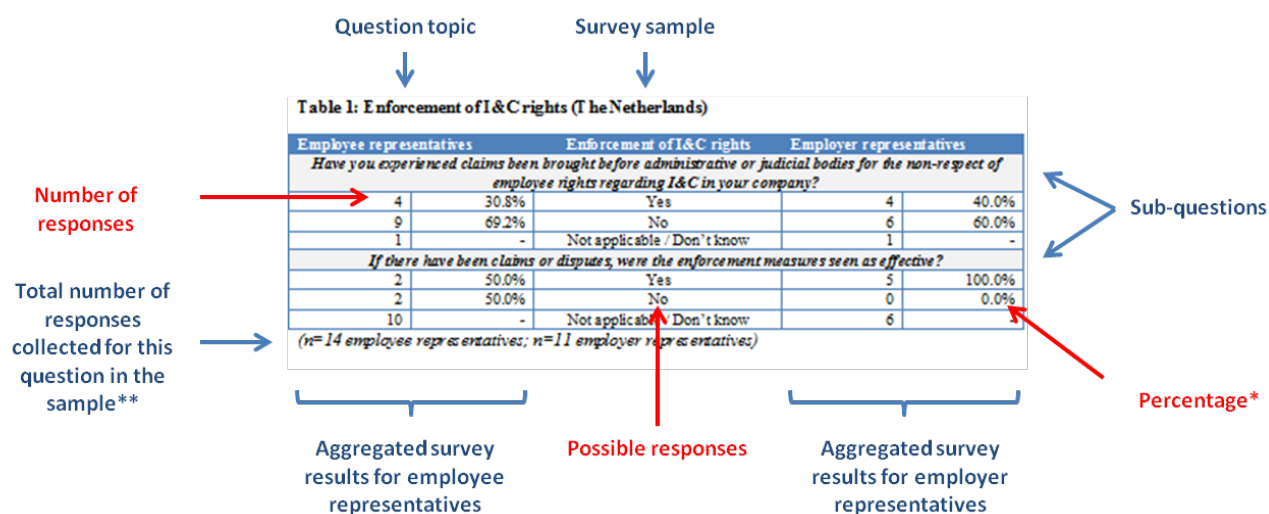 Question topic
Survey sample
Table 1: Enforcement of I&C rights (The Netherlands)
Employee representatives Enforcement of I&C rights Employer representatives
Have you experienced claims been brought before administrative or judicial bodies for the non-respect of
employee rights regarding I&C in your company?
4 30.8% Yes 4 40.0%
9 69.2% No 6 60.0%
1 - Not applicable / Don't know 1 -
If there have been claims or disputes, were the enforcement measures seen as effective?
2 50.0% Yes 5 100.0%
2 50.0% No 0 0.0%
10 - Not applicable / Don't know 6 -
(n=14 employee representatives; n=11 employer representatives)
Number of
responses
Total number of
responses
collected for this
question in the
sample**
Sub-questions
Percentage*
Aggregated survey
results for employee
representatives
Possible responses
Aggregated survey
results for employer
representatives